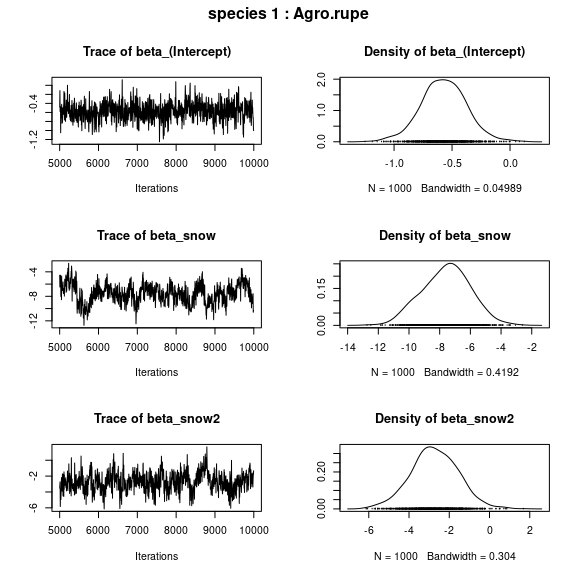 species 1 : Agro.rupe
Trace of beta_(Intercept)
-0.4
-1.2
5000 6000 7000 8000 9000 10000
Iterations
Density of beta_(Intercept)
2.0
1.0
0.0
-1.0 -0.5 0.0
N = 1000 Bandwidth = 0.04989
Trace of beta_snow
-4
-8
-12
5000 6000 7000 8000 9000 10000
Iterations
Density of beta_snow
0.15
0.00
-14 -12 -10 -8 -6 -4 -2
N = 1000 Bandwidth = 0.4192
Trace of beta_snow2
-2
-6
5000 6000 7000 8000 9000 10000
Iterations
Density of beta_snow2
0.20
0.00
-6 -4 -2 0 2
N = 1000 Bandwidth = 0.304